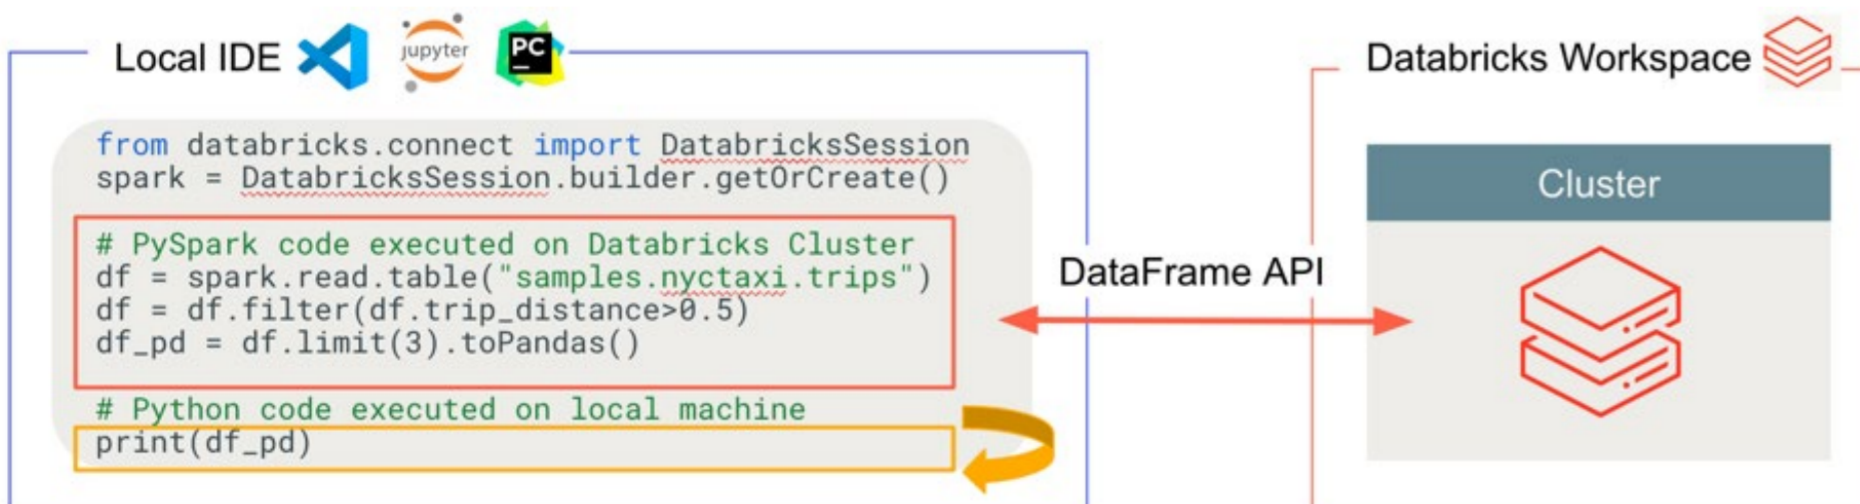 Local IDE
jupyter
PC
Databricks Workspace
from databricks.connect import DatabricksSession
spark = DatabricksSession.builder.getOrCreate()
# PySpark code executed on Databricks Cluster
df = spark.read.table("samples.nyctaxi.trips")
df = df.filter(df.trip_distance>0.5)
df_pd = df.limit(3).toPandas()
# Python code executed on local machine
print(df_pd)
DataFrame API
Cluster